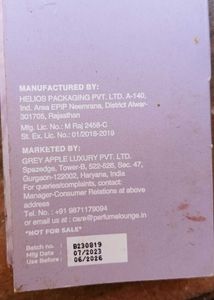 MANUFACTURED BY:
HELIOS PACKAGING PVT. LTD. A-140,
Ind. Area EPIP Neemrana, District Alwar-
301705, Rajasthan
Mfg. Lic. No.: M Raj 2458-C
St. Ex. Lic. No.: 01/2018-2019
MARKETED BY:
GREY APPLE LUXURY PVT. LTD.
Spazedge, Tower-B, 522-526, Sec. 47,
Gurgaon-122002, Haryana, India
For queries/complaints, contact:
Manager-Consumer Relations at above
address
Tel. No. : +91 9871179094
Email us at : care@perfumelounge.in
*NOT FOR SALE*
Batch no. : B230819
Mfg Date : 07/2023
Use Before : 06/2026